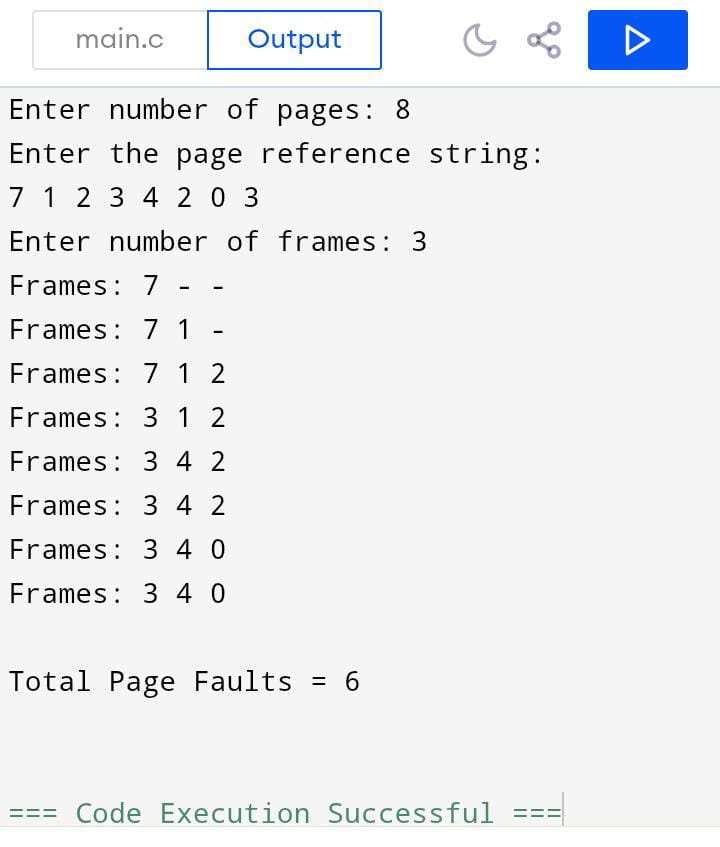 main.c Output
Enter number of pages: 8
Enter the page reference string:
7 1 2 3 4 2 0 3
Enter number of frames: 3
Frames: 7 - -
Frames: 7 1 -
Frames: 7 1 2
Frames: 3 1 2
Frames: 3 4 2
Frames: 3 4 2
Frames: 3 4 0
Frames: 3 4 0
Total Page Faults = 6
=== Code Execution Successful ===